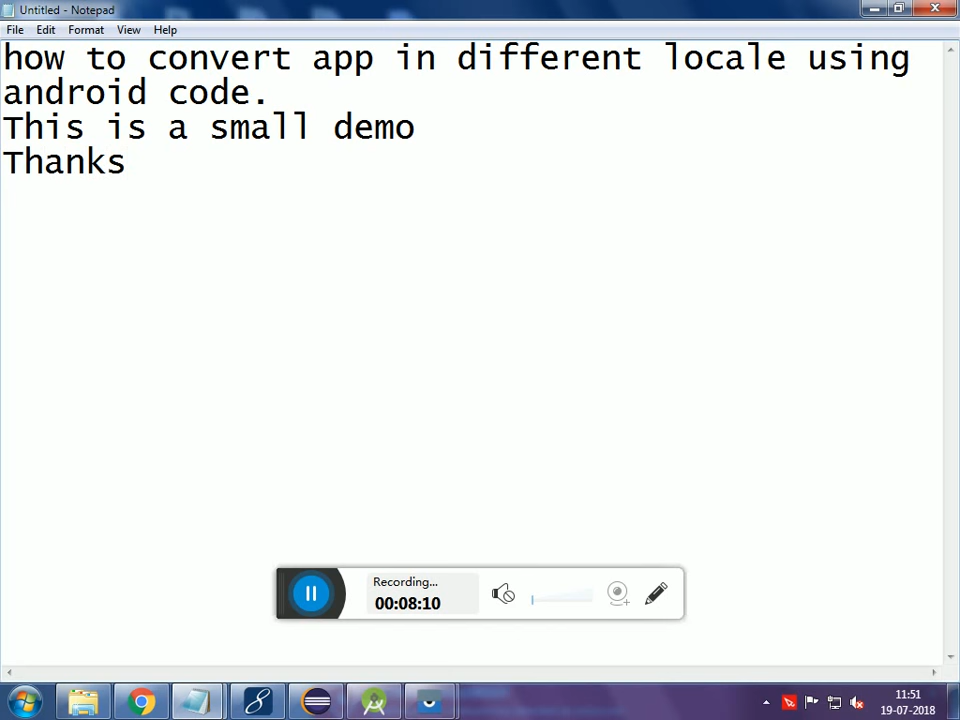 Untitled - Notepad
File Edit Format View Help
how to convert app in different locale using
android code.
This is a small demo
Thanks
Recording...
00:08:10
11:51
19-07-2018